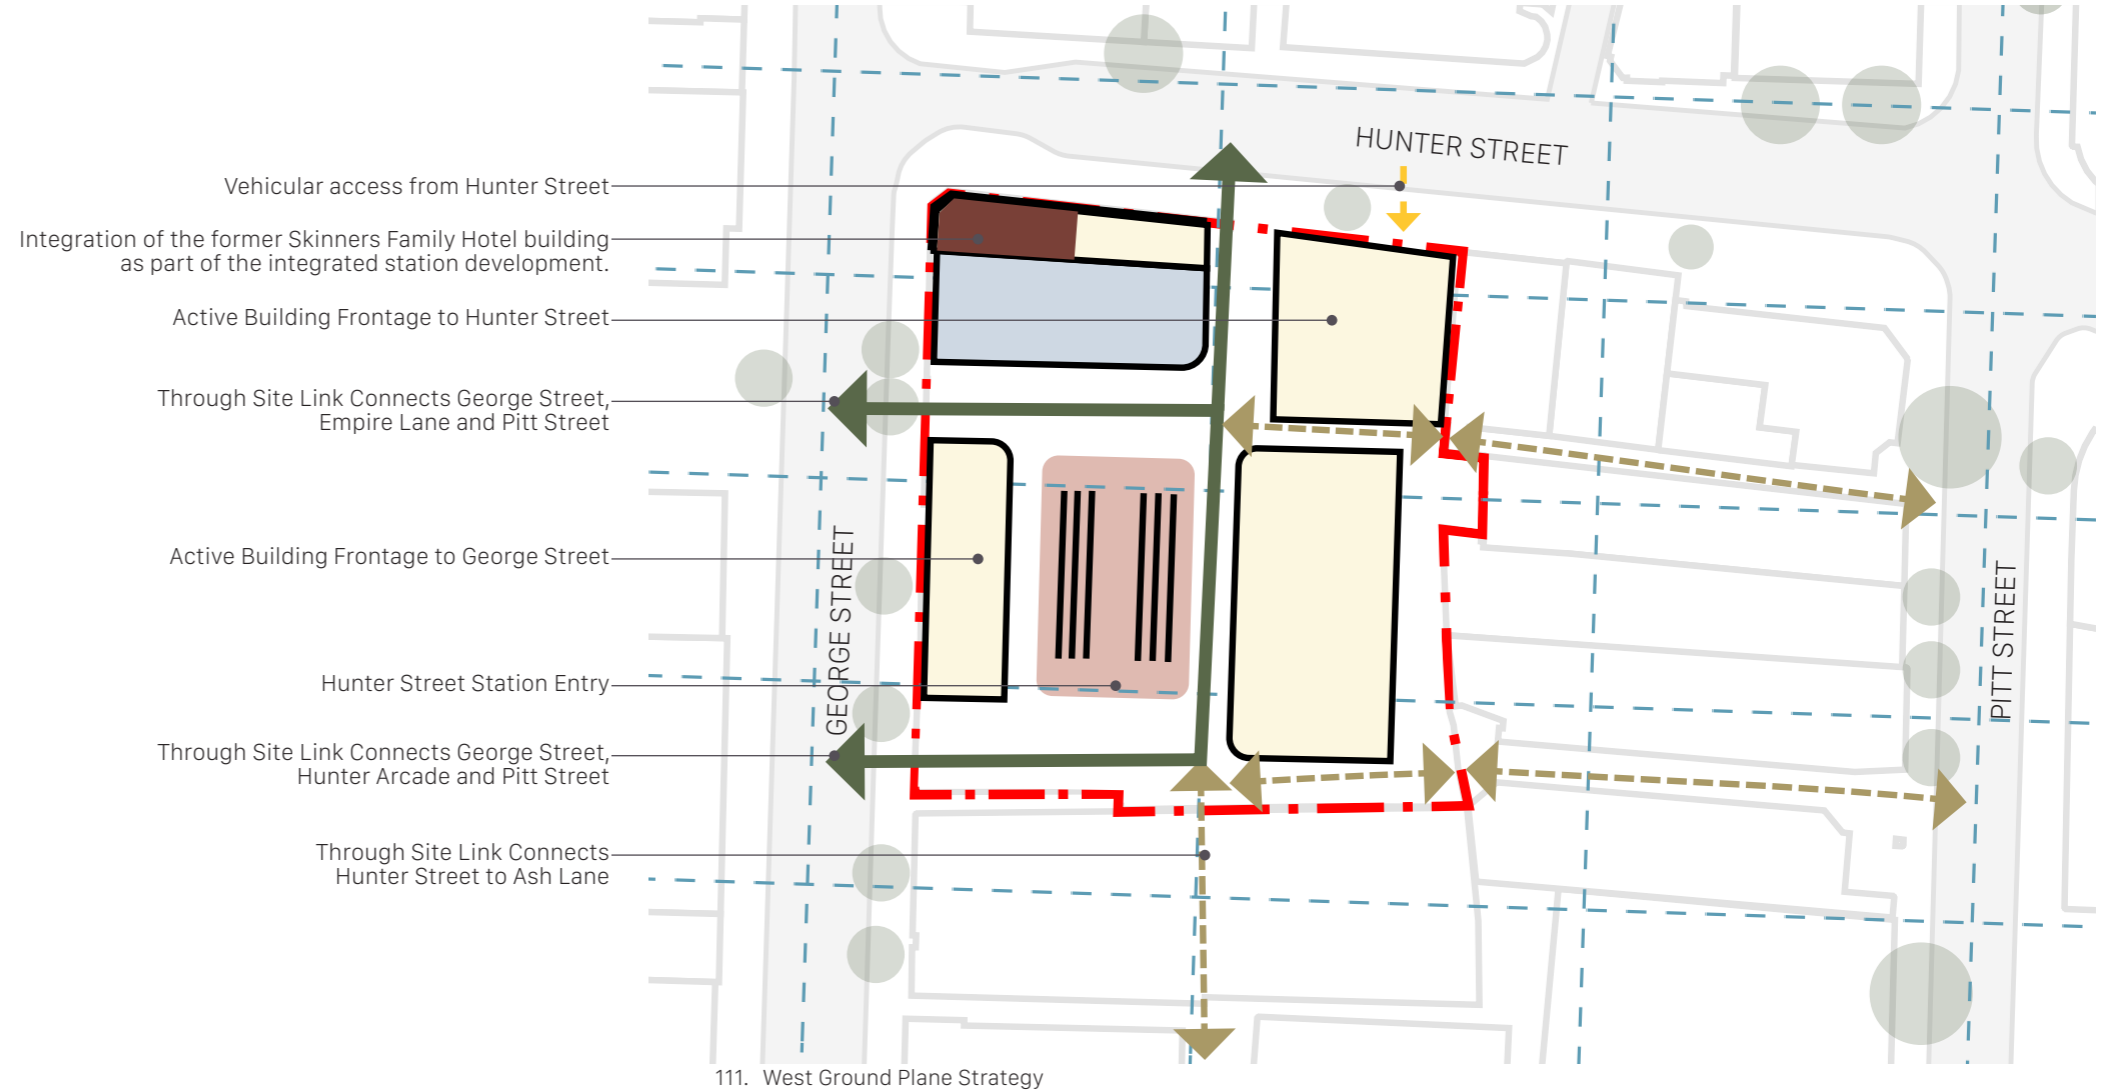 HUNTER STREET
Vehicular access from Hunter Street
Integration of the former Skinners Family Hotel building
as part of the integrated station development.
Active Building Frontage to Hunter Street
Through Site Link Connects George Street,
Empire Lane and Pitt Street
Active Building Frontage to George Street
GEORGE STREET
PITT STREET
Hunter Street Station Entry
Through Site Link Connects George Street,
Hunter Arcade and Pitt Street
Through Site Link Connects
Hunter Street to Ash Lane
111. West Ground Plane Strategy